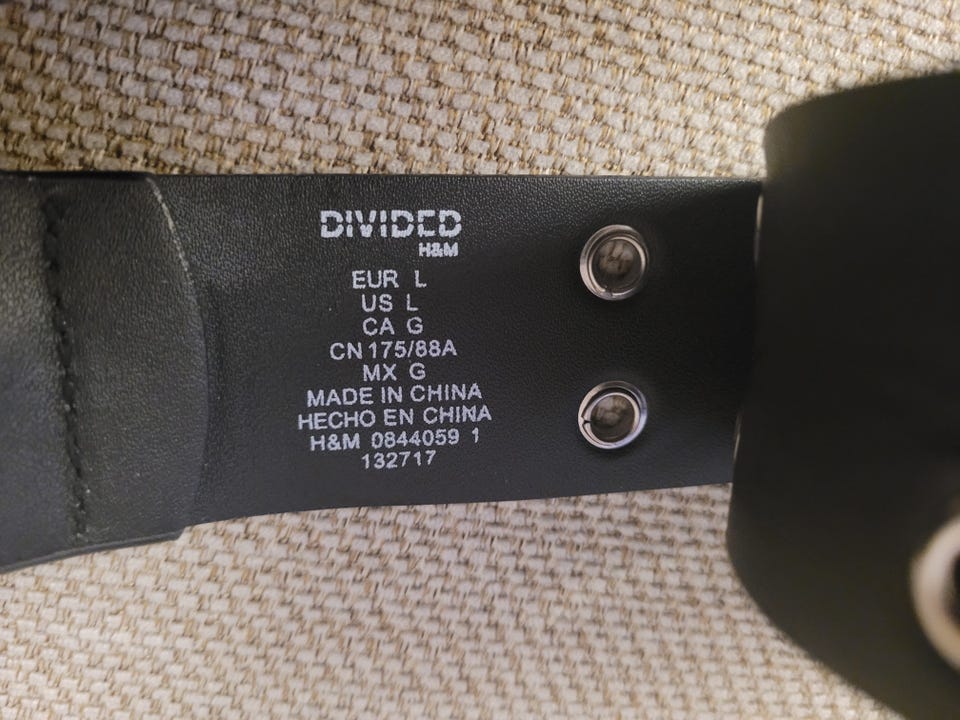 DIVIDED
H&M
EUR L
US L
CA G
CN 175/88A
MX G
MADE IN CHINA
HECHO EN CHINA
H&M 0844059 1
132717